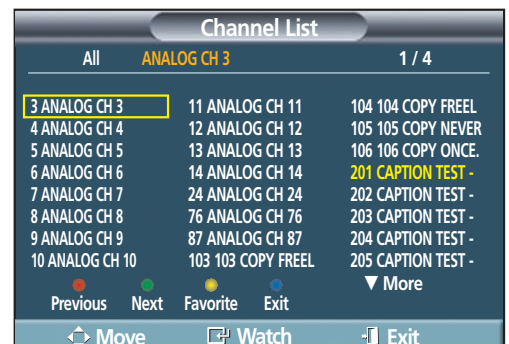 Channel List
All ANALOG CH 3 1 / 4
3 ANALOG CH 3 11 ANALOG CH 11 104 104 COPY FREEL
4 ANALOG CH 4 12 ANALOG CH 12 105 105 COPY NEVER
5 ANALOG CH 5 13 ANALOG CH 13 106 106 COPY ONCE.
6 ANALOG CH 6 14 ANALOG CH 14 201 CAPTION TEST -
7 ANALOG CH 7 24 ANALOG CH 24 202 CAPTION TEST -
8 ANALOG CH 8 76 ANALOG CH 76 203 CAPTION TEST -
9 ANALOG CH 9 87 ANALOG CH 87 204 CAPTION TEST -
10 ANALOG CH 10 103 103 COPY FREEL 205 CAPTION TEST -
▼ More
Previous Next Favorite Exit
Move Watch Exit